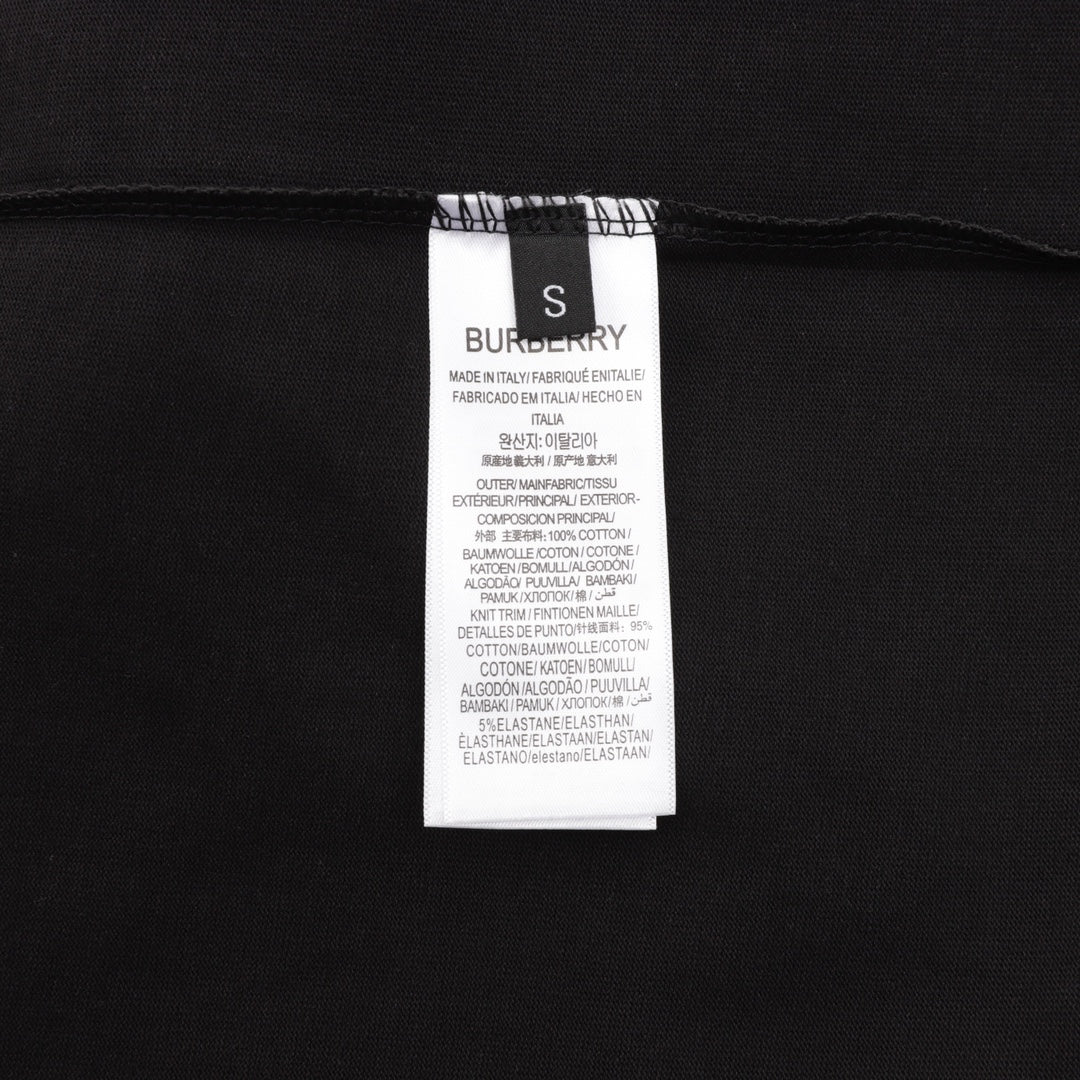 S
BURBERRY
MADE IN ITALY/ FABRIQUÉ ENITALIE/
FABRICADO EM ITALIA/ HECHO EN
ITALIA
완산지: 이탈리아
原産地 義大利 / 原产地 意大利
OUTER/ MAINFABRIC/TISSU
EXTÉRIEUR/PRINCIPAL/ EXTERIOR-
COMPOSICION PRINCIPAL/
外部 主要布料: 100% COTTON /
BAUMWOLLE /COTON / COTONE /
KATOEN /BOMULL/ALGODÓN /
ALGODÃO/ PUUVILLA/ BAMBAKI/
PAMUK /ХЛОПОК/ 棉 / قطن /
KNIT TRIM / FINTIONEN MAILLE/
DETALLES DE PUNTO/针线面料: 95%
COTTON/BAUMWOLLE/COTON/
COTONE/ KATOEN/ BOMULL/
ALGODÓN /ALGODÃO / PUUVILLA/
BAMBAKI / PAMUK / ХЛОПОК/ 棉 / قطن /
5%ELASTANE/ELASTHAN/
ÈLASTHANE/ELASTAAN/ELASTAN/
ELASTANO/elestano/ELASTAAN/